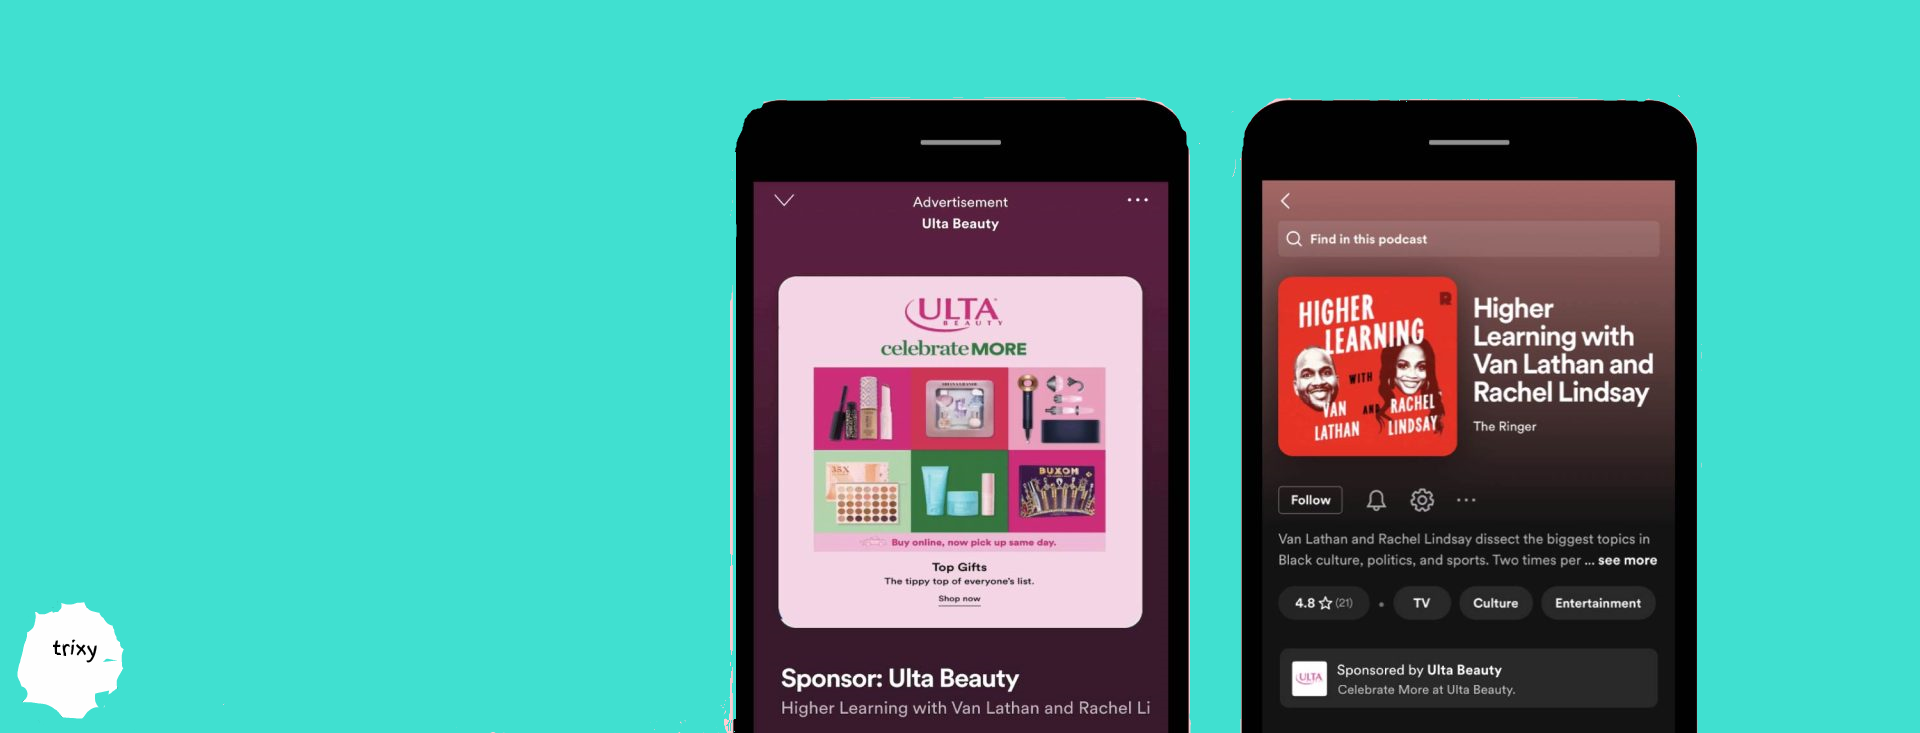 trixy
Advertisement
Ulta Beauty
ULTA
BEAUTY
celebrate MORE
ARIANA GRANDE
35X
BUXOM
Buy online, now pick up same day.
Top Gifts
The tippy top of everyone's list.
Shop now
Sponsor: Ulta Beauty
Higher Learning with Van Lathan and Rachel Li
Find in this podcast
R
HIGHER
LEARNING
WITH
VAN
LATHAN
AND
RACHEL
LINDSAY
Higher
Learning with
Van Lathan and
Rachel Lindsay
The Ringer
Follow
Van Lathan and Rachel Lindsay dissect the biggest topics in
Black culture, politics, and sports. Two times per ... see more
4.8 (21) • TV Culture Entertainment
ULTA
Sponsored by Ulta Beauty
Celebrate More at Ulta Beauty.